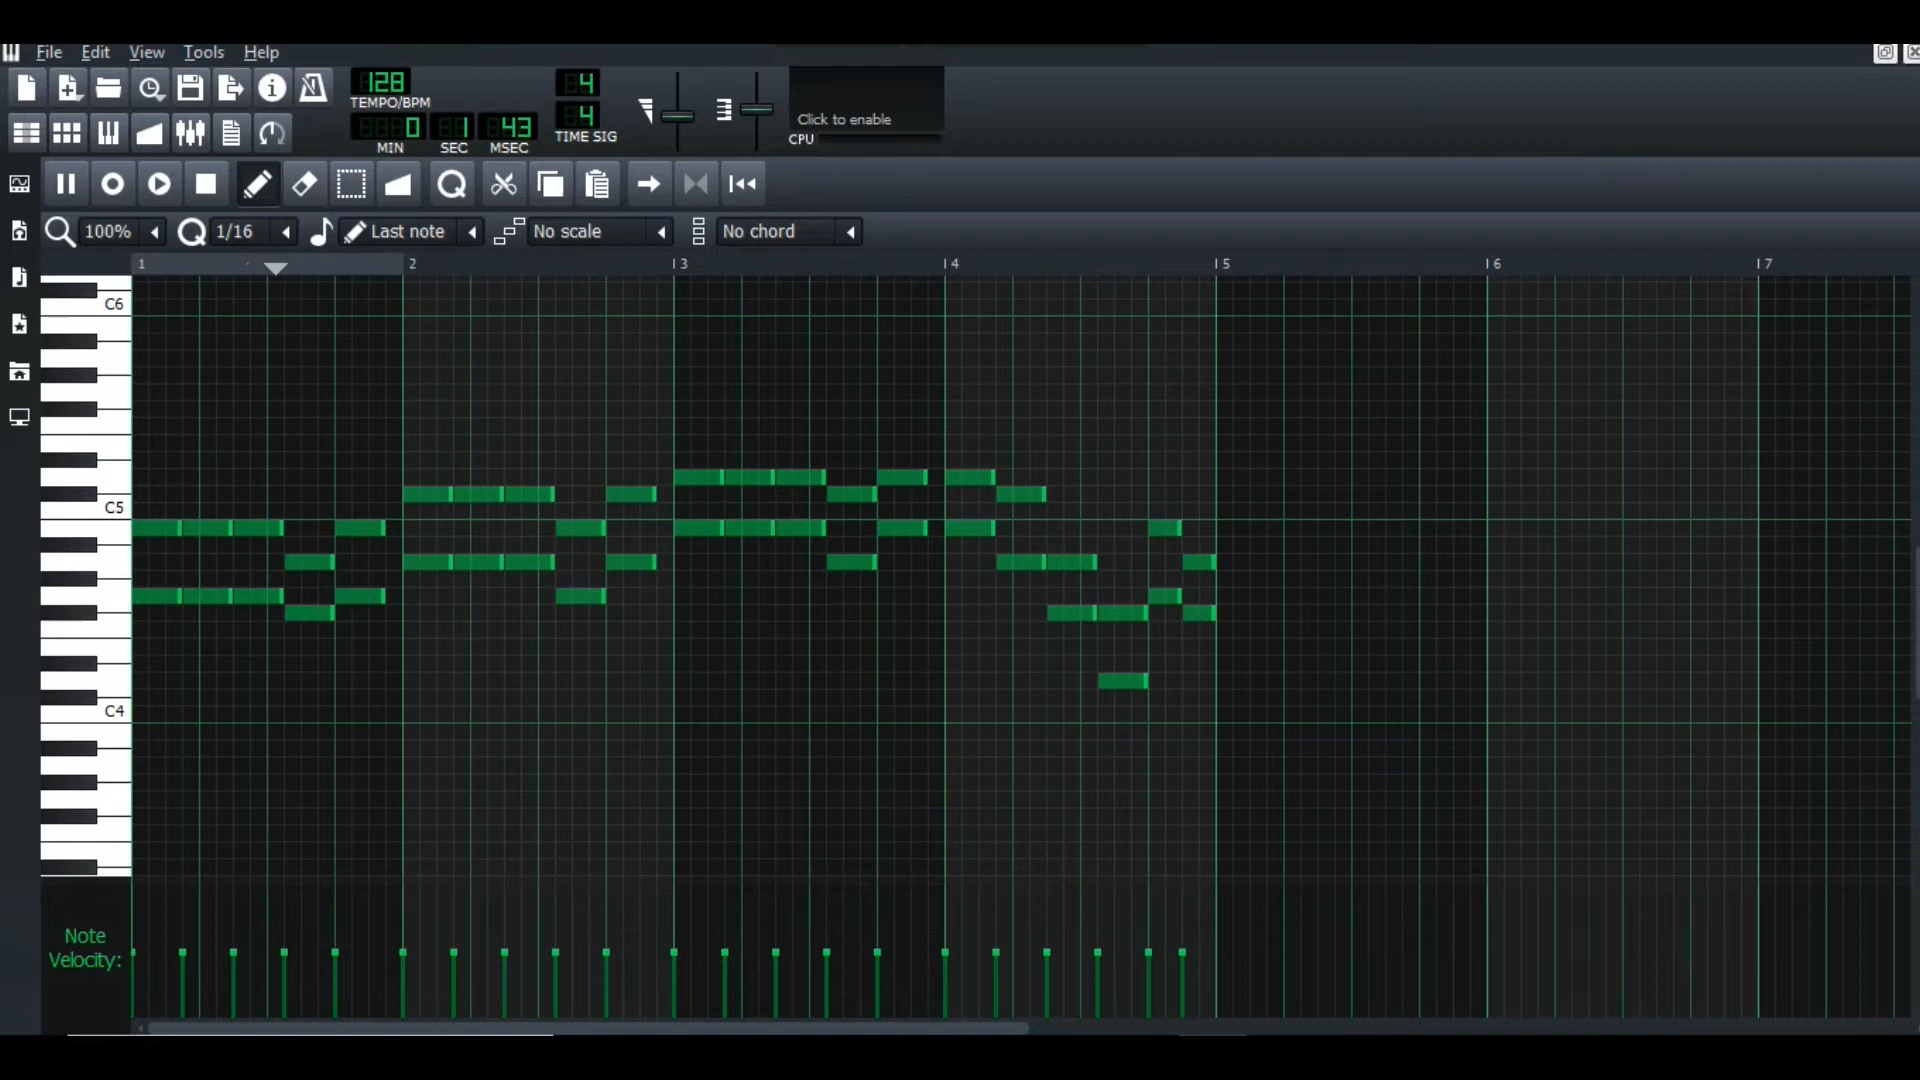 File Edit View Tools Help
128
TEMPO/BPM
0 1 43
MIN SEC MSEC
4
4
TIME SIG
Click to enable
CPU
100% Q 1/16 Last note No scale No chord
1 2 3 4 5 6 7
C6
C5
C4
Note
Velocity: